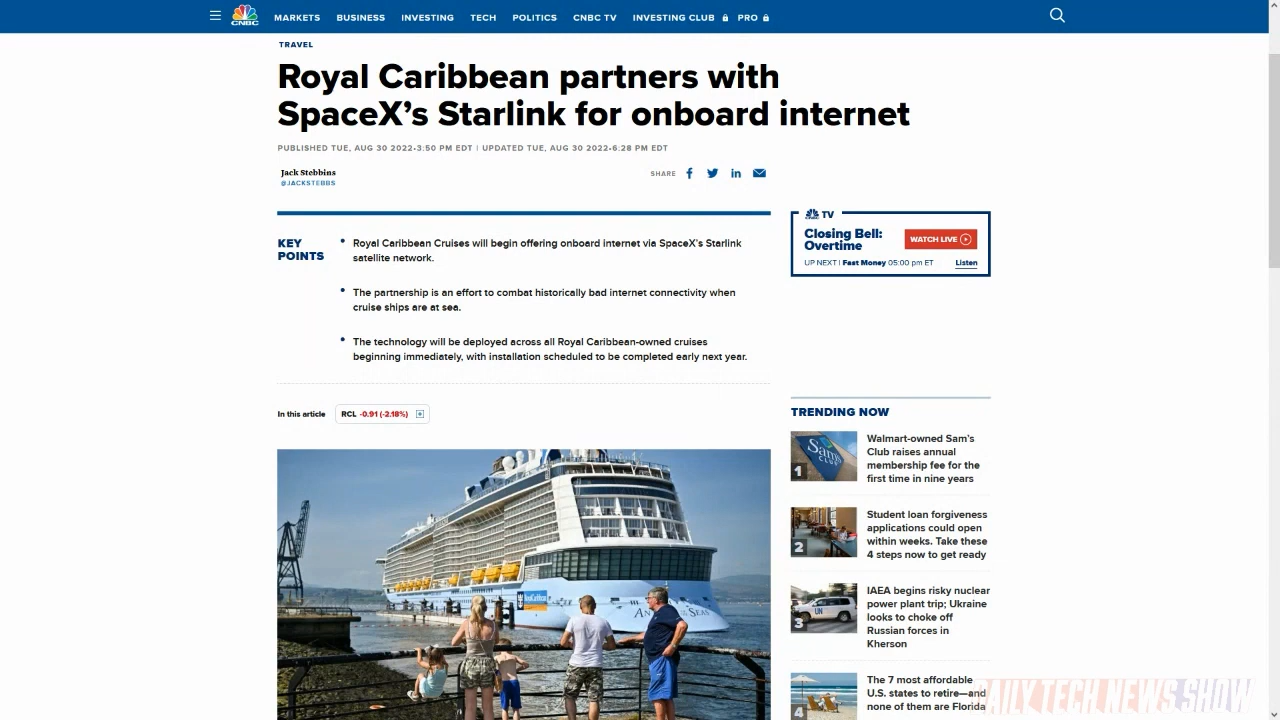 CNBC
MARKETS
BUSINESS
INVESTING
TECH
POLITICS
CNBC TV
INVESTING CLUB
PRO
TRAVEL
Royal Caribbean partners with
SpaceX's Starlink for onboard internet
PUBLISHED TUE, AUG 30 2022•3:50 PM EDT | UPDATED TUE, AUG 30 2022•6:28 PM EDT
Jack Stebbins
@JACKSTEBBS
SHARE
KEY
POINTS
Royal Caribbean Cruises will begin offering onboard internet via SpaceX's Starlink
satellite network.
The partnership is an effort to combat historically bad internet connectivity when
cruise ships are at sea.
The technology will be deployed across all Royal Caribbean-owned cruises
beginning immediately, with installation scheduled to be completed early next year.
In this article
RCL -0.91 (-2.18%)
RoyalCaribbean
TV
Closing Bell:
Overtime
WATCH LIVE
UP NEXT | Fast Money 05:00 pm ET
Listen
TRENDING NOW
Sam's
CLUB
1
Walmart-owned Sam's
Club raises annual
membership fee for the
first time in nine years
2
Student loan forgiveness
applications could open
within weeks. Take these
4 steps now to get ready
UN
3
IAEA begins risky nuclear
power plant trip; Ukraine
looks to choke off
Russian forces in
Kherson
4
The 7 most affordable
U.S. states to retire—and
none of them are Florida
DAILY TECH NEWS SHOW